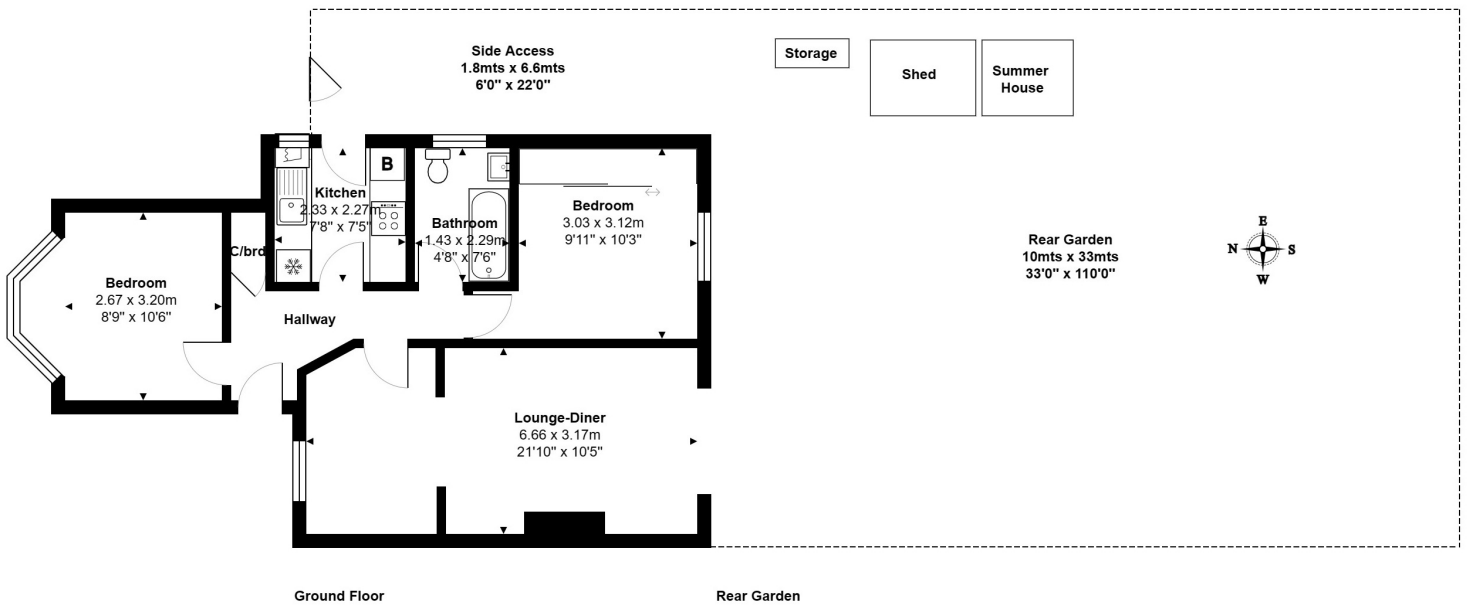 Side Access
1.8mts x 6.6mts
6'0" x 22'0"
Storage
Shed
Summer
House
B
Kitchen
2.33 x 2.27m
7'8" x 7'5"
Bathroom
1.43 x 2.29m
4'8" x 7'6"
Bedroom
3.03 x 3.12m
9'11" x 10'3"
C/brd
Bedroom
2.67 x 3.20m
8'9" x 10'6"
Hallway
Rear Garden
10mts x 33mts
33'0" x 110'0"
E
N
S
W
Lounge-Diner
6.66 x 3.17m
21'10" x 10'5"
Ground Floor
Rear Garden